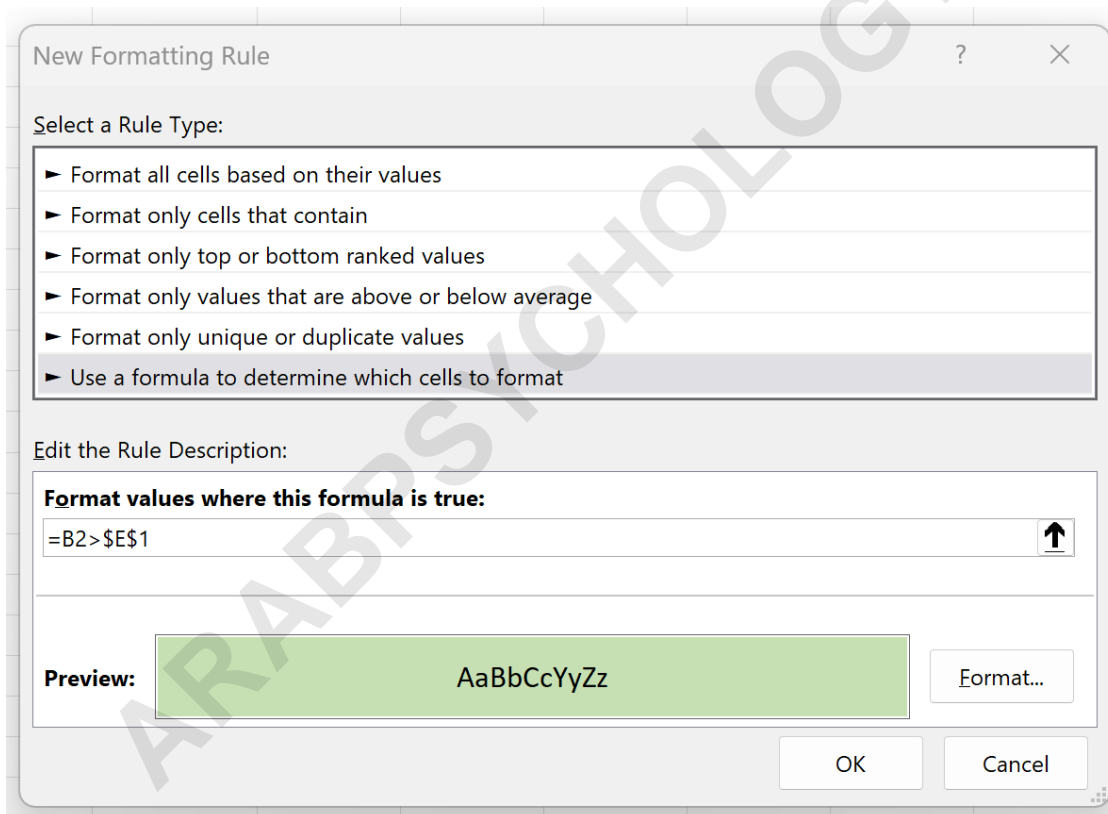 New Formatting Rule
?
Select a Rule Type:
► Format all cells based on their values
► Format only cells that contain
► Format only top or bottom ranked values
► Format only values that are above or below average
► Format only unique or duplicate values
► Use a formula to determine which cells to format
Edit the Rule Description:
Format values where this formula is true:
=B2>$E$1
Preview:
AaBbCcYyZz
Format...
OK
Cancel
ARABPSYCHOLOG